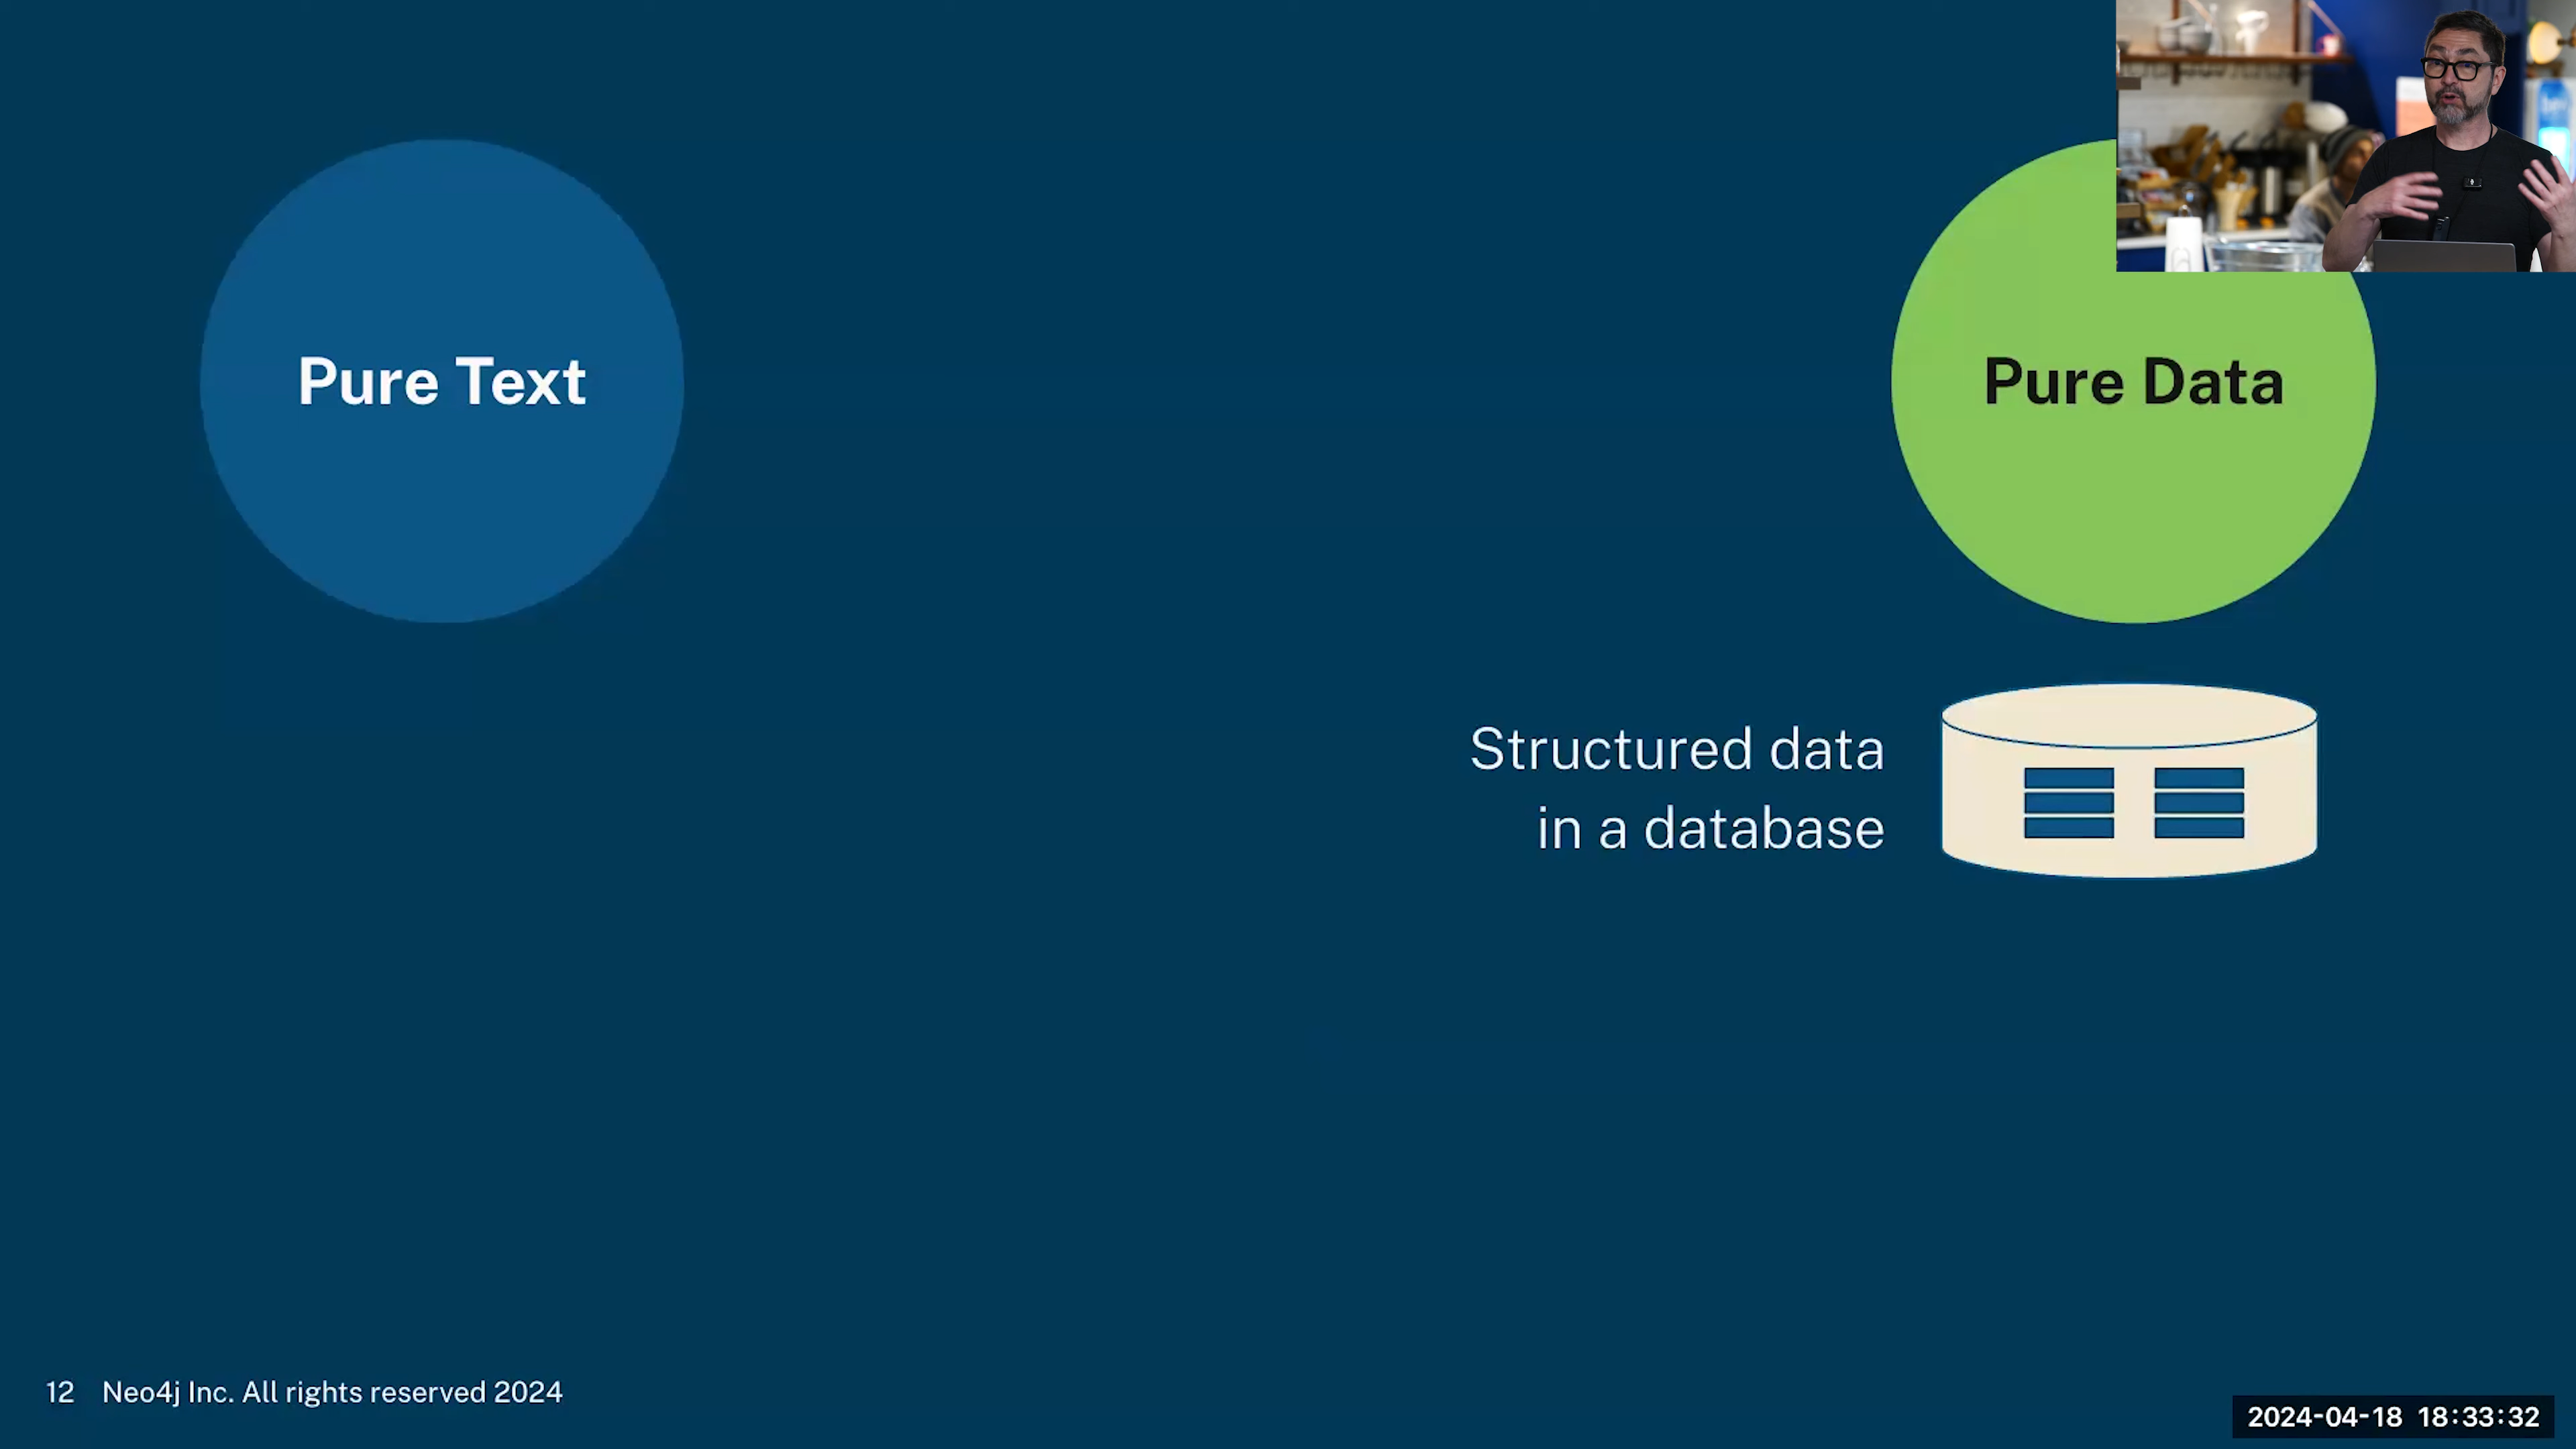 Pure Text
Pure Data
Structured data
in a database
12 Neo4j Inc. All rights reserved 2024
2024-04-18 18:33:32